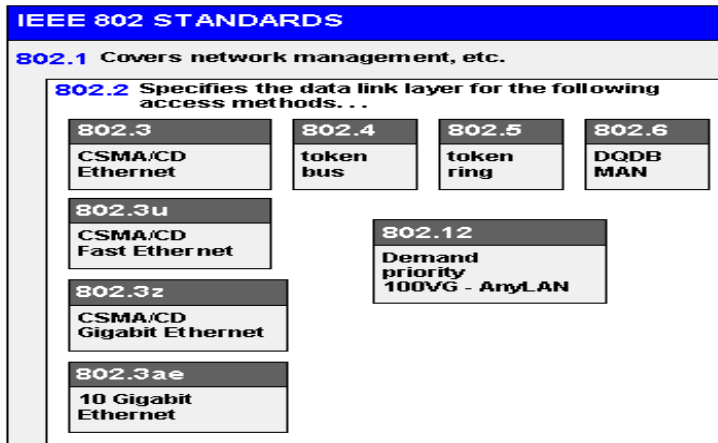 IEEE 802 STANDARDS
802.1 Covers network management, etc.
802.2 Specifies the data link layer for the following
access methods...
802.3
CSMA/CD
Ethernet
802.4
token
bus
802.5
token
ring
802.6
DQDB
MAN
802.3u
CSMA/CD
Fast Ethernet
802.12
Demand
priority
100VG - AnyLAN
802.3z
CSMA/CD
Gigabit Ethernet
802.3ae
10 Gigabit
Ethernet